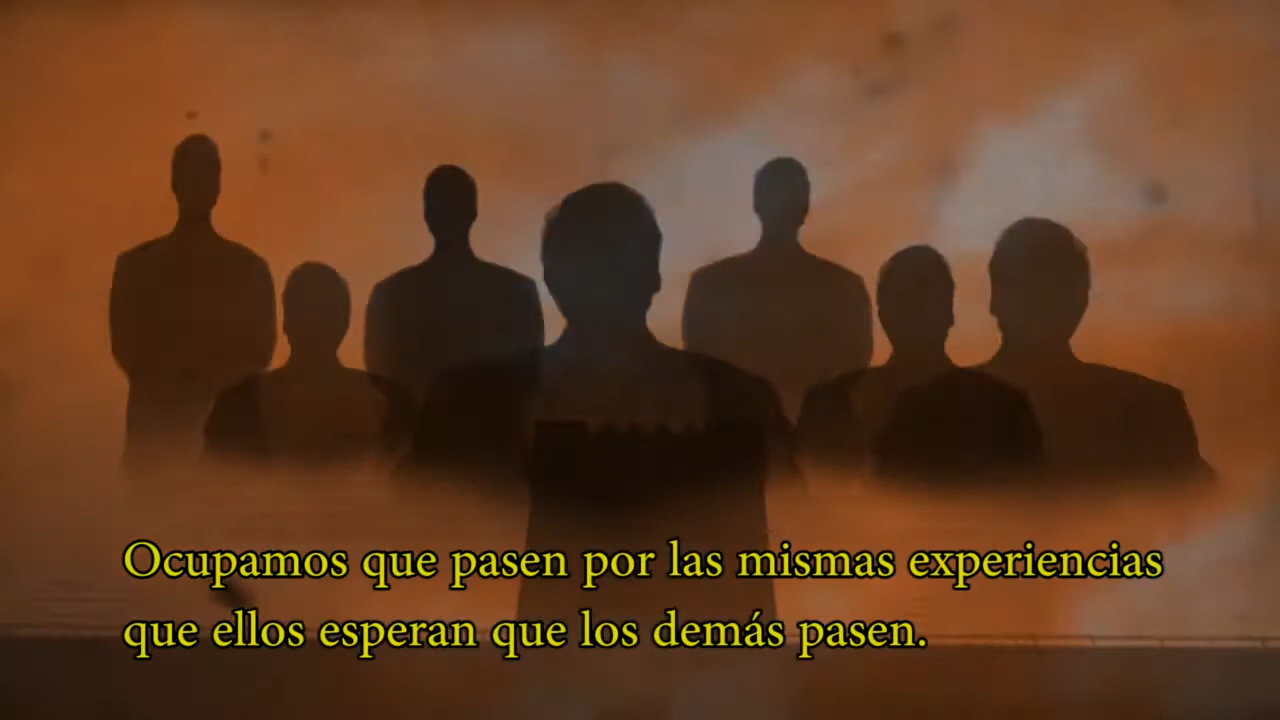 Ocupamos que pasen por las mismas experiencias
que ellos esperan que los demás pasen.